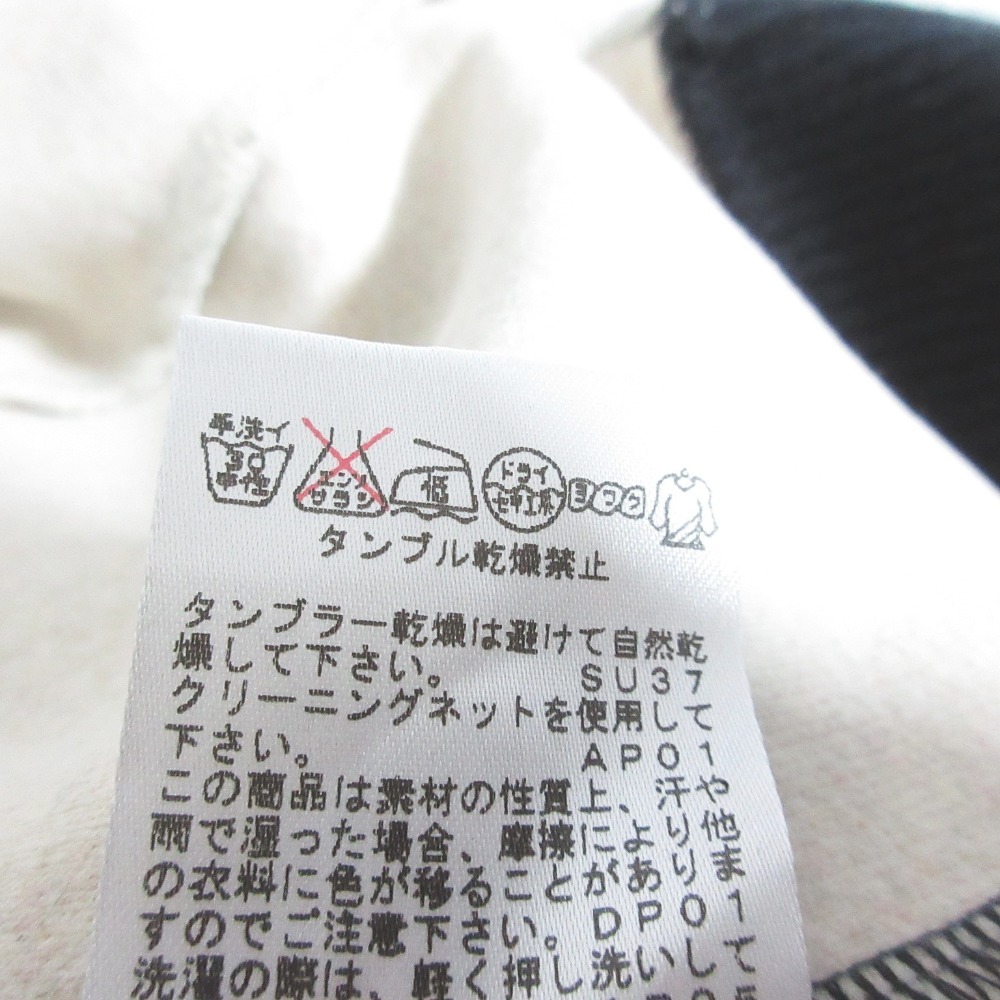 手洗イ
30
中性
エンソ
サラシ
低
ドライ
セキユ系
ヨワク
タンブル乾燥禁止
タンブラー乾燥は避けて自然乾
燥して下さい。 SU37
クリーニングネットを使用して
下さい。 AP01
この商品は素材の性質上、汗や
雨で湿った場合、摩擦により他
の衣料に色が移ることがありま
すのでご注意下さい。DP01
洗濯の際は、軽く押し洗いして